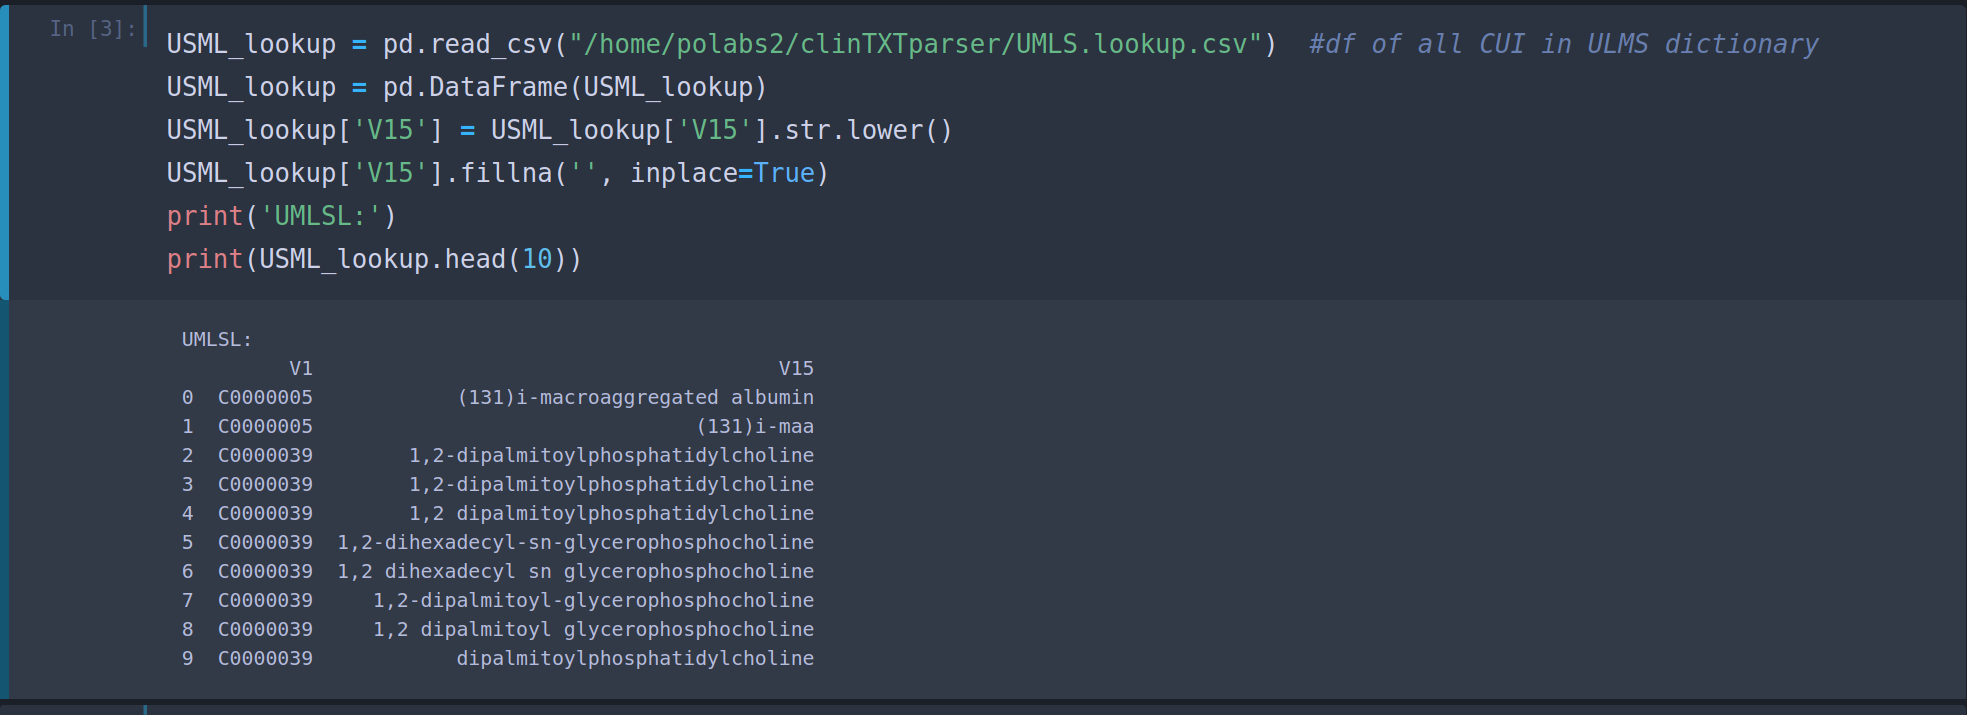 In [3]:
USML_lookup = pd.read_csv("/home/polabs2/clinTXTparser/UMLS.lookup.csv")  #df of all CUI in ULMS dictionary
USML_lookup = pd.DataFrame(USML_lookup)
USML_lookup['V15'] = USML_lookup['V15'].str.lower()
USML_lookup['V15'].fillna('', inplace=True)
print('UMLSL:')
print(USML_lookup.head(10))
UMLSL:
         V1                                       V15
0  C0000005            (131)i-macroaggregated albumin
1  C0000005                                (131)i-maa
2  C0000039        1,2-dipalmitoylphosphatidylcholine
3  C0000039        1,2-dipalmitoylphosphatidylcholine
4  C0000039        1,2 dipalmitoylphosphatidylcholine
5  C0000039  1,2-dihexadecyl-sn-glycerophosphocholine
6  C0000039  1,2 dihexadecyl sn glycerophosphocholine
7  C0000039     1,2-dipalmitoyl-glycerophosphocholine
8  C0000039     1,2 dipalmitoyl glycerophosphocholine
9  C0000039            dipalmitoylphosphatidylcholine